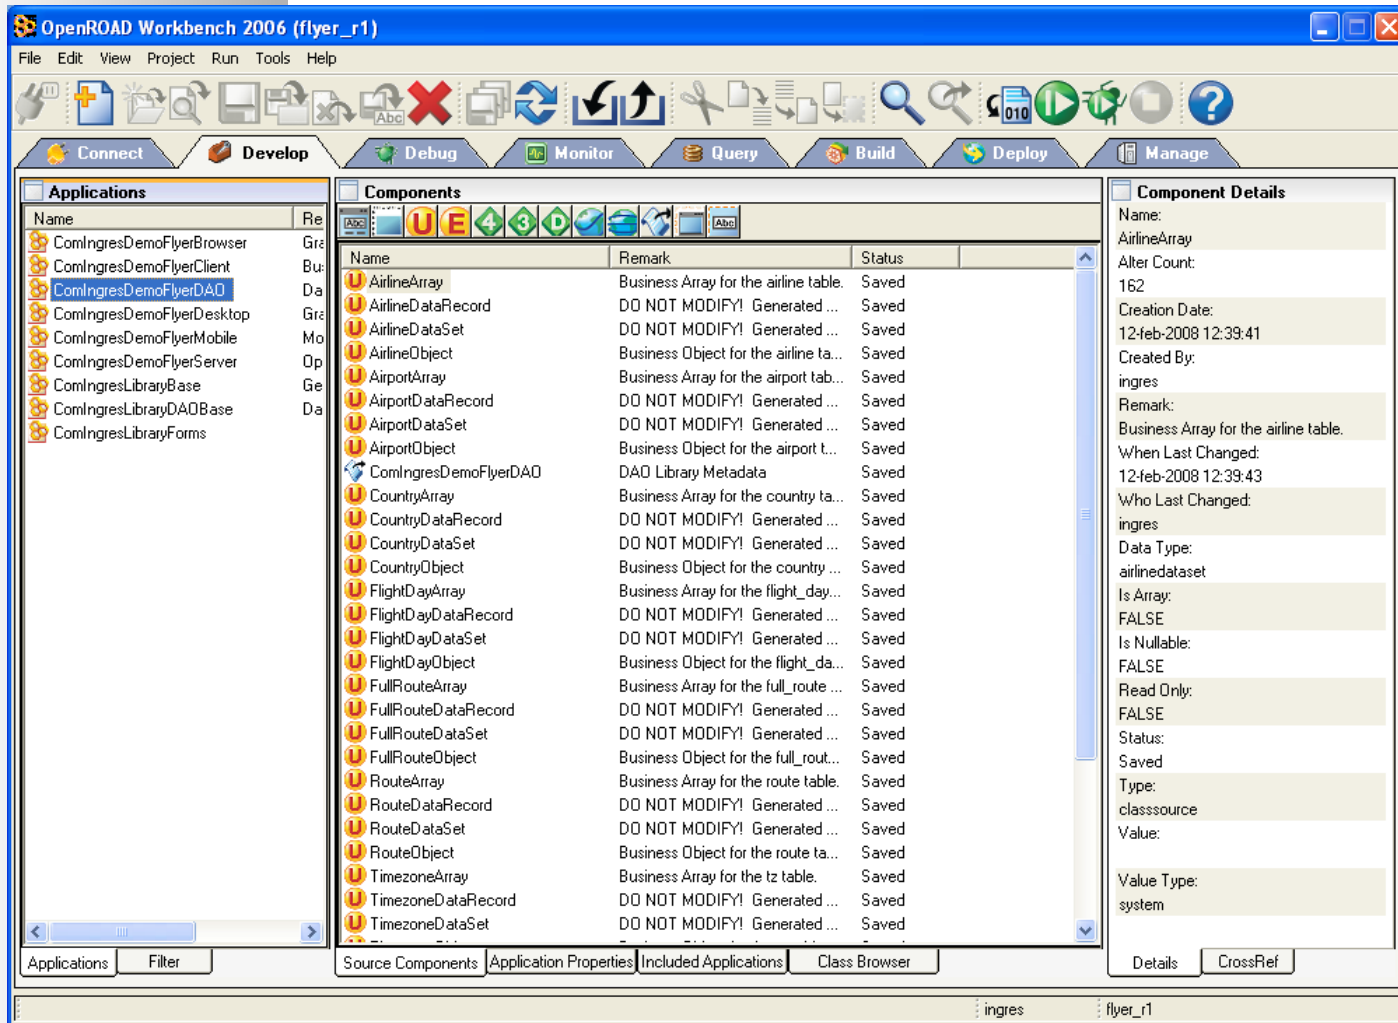 OpenROAD Workbench 2006 (flyer_r1)
File Edit View Project Run Tools Help
Abc
010
Connect Develop Debug Monitor Query Build Deploy Manage
Applications
Name Re
ComIngresDemoFlyerBrowser Gra
ComIngresDemoFlyerClient Bu
ComIngresDemoFlyerDAO Da
ComIngresDemoFlyerDesktop Gra
ComIngresDemoFlyerMobile Mo
ComIngresDemoFlyerServer Op
ComIngresLibraryBase Ge
ComIngresLibraryDAOBase Da
ComIngresLibraryForms
Applications Filter
Components
Abc U E 4 3 D Abc
Name Remark Status
AirlineArray Business Array for the airline table. Saved
AirlineDataRecord DO NOT MODIFY! Generated ... Saved
AirlineDataSet DO NOT MODIFY! Generated ... Saved
AirlineObject Business Object for the airline ta... Saved
AirportArray Business Array for the airport tab... Saved
AirportDataRecord DO NOT MODIFY! Generated ... Saved
AirportDataSet DO NOT MODIFY! Generated ... Saved
AirportObject Business Object for the airport t... Saved
ComIngresDemoFlyerDAO DAO Library Metadata Saved
CountryArray Business Array for the country ta... Saved
CountryDataRecord DO NOT MODIFY! Generated ... Saved
CountryDataSet DO NOT MODIFY! Generated ... Saved
CountryObject Business Object for the country ... Saved
FlightDayArray Business Array for the flight_day... Saved
FlightDayDataRecord DO NOT MODIFY! Generated ... Saved
FlightDayDataSet DO NOT MODIFY! Generated ... Saved
FlightDayObject Business Object for the flight_da... Saved
FullRouteArray Business Array for the full_route ... Saved
FullRouteDataRecord DO NOT MODIFY! Generated ... Saved
FullRouteDataSet DO NOT MODIFY! Generated ... Saved
FullRouteObject Business Object for the full_rout... Saved
RouteArray Business Array for the route table. Saved
RouteDataRecord DO NOT MODIFY! Generated ... Saved
RouteDataSet DO NOT MODIFY! Generated ... Saved
RouteObject Business Object for the route ta... Saved
TimezoneArray Business Array for the tz table. Saved
TimezoneDataRecord DO NOT MODIFY! Generated ... Saved
TimezoneDataSet DO NOT MODIFY! Generated ... Saved
Source Components Application Properties Included Applications Class Browser
Component Details
Name:
AirlineArray
Alter Count:
162
Creation Date:
12-feb-2008 12:39:41
Created By:
ingres
Remark:
Business Array for the airline table.
When Last Changed:
12-feb-2008 12:39:43
Who Last Changed:
ingres
Data Type:
airlinedataset
Is Array:
FALSE
Is Nullable:
FALSE
Read Only:
FALSE
Status:
Saved
Type:
classsource
Value:
Value Type:
system
Details CrossRef
ingres flyer_r1